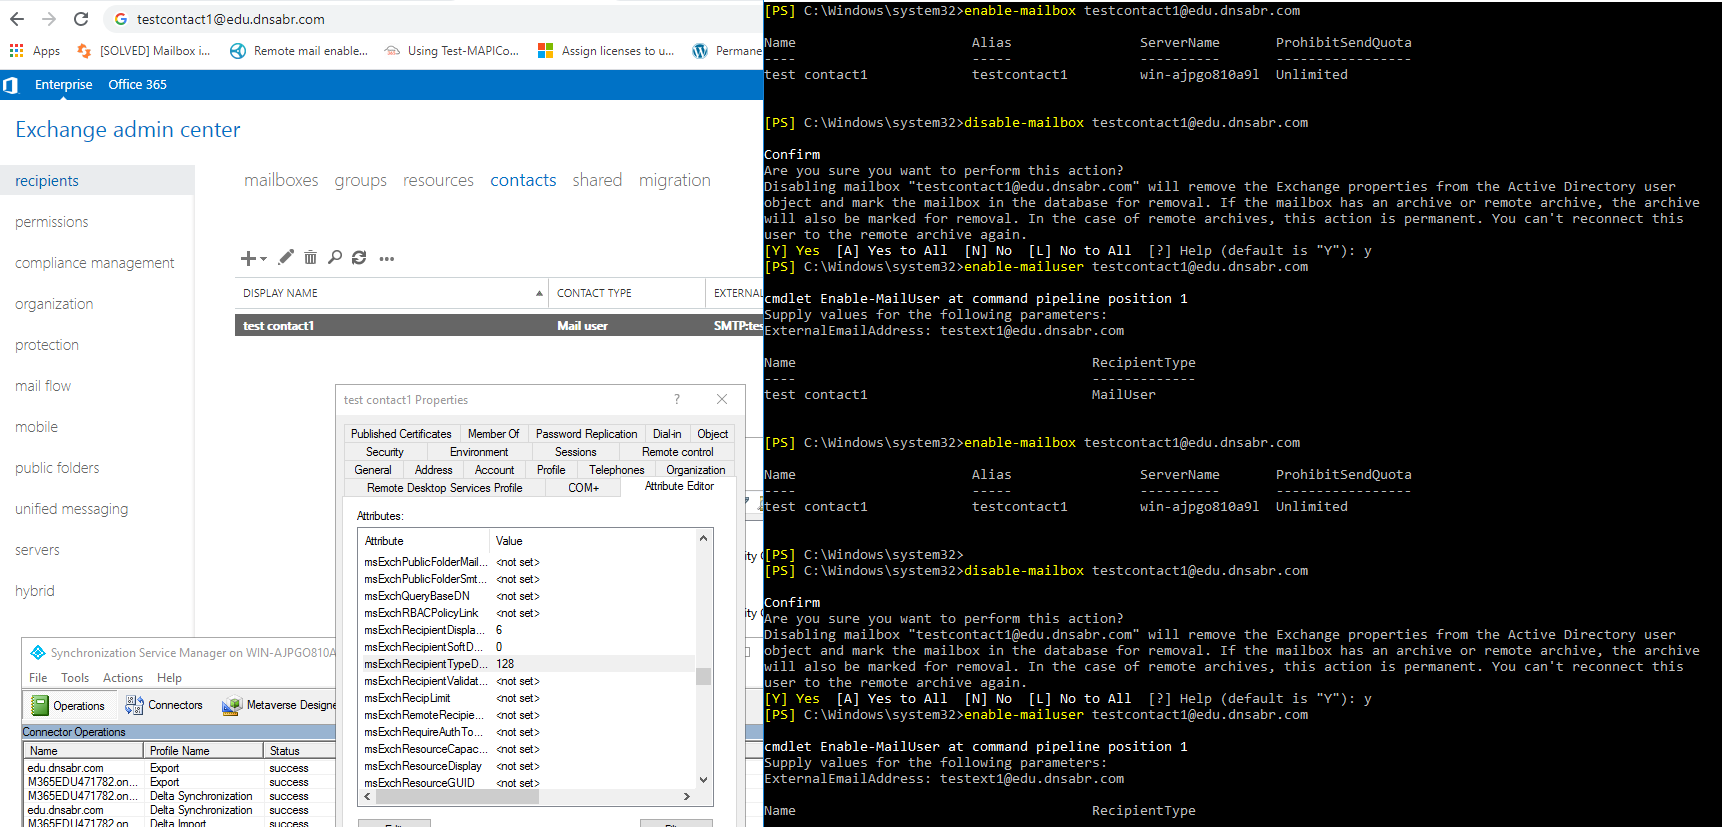 testcontact1@edu.dnsabr.com
Apps
[SOLVED] Mailbox i...
Remote mail enable...
Using Test-MAPICo...
Assign licenses to u...
Permane
Enterprise
Office 365
Exchange admin center
recipients
permissions
compliance management
organization
protection
mail flow
mobile
public folders
unified messaging
servers
hybrid
mailboxes groups resources contacts shared migration
DISPLAY NAME CONTACT TYPE EXTERNAL
test contact1 Mail user SMTP:tes
test contact1 Properties ?
Published Certificates Member Of Password Replication Dial-in Object
Security Environment Sessions Remote control
General Address Account Profile Telephones Organization
Remote Desktop Services Profile COM+ Attribute Editor
Attributes:
Attribute Value
msExchPublicFolderMail... <not set>
msExchPublicFolderSmt... <not set>
msExchQueryBaseDN <not set>
msExchRBACPolicyLink <not set>
msExchRecipientDispla... 6
msExchRecipientSoftD... 0
msExchRecipientTypeD... 128
msExchRecipientValidat... <not set>
msExchRecipLimit <not set>
msExchRemoteRecipie... <not set>
msExchRequireAuthTo... <not set>
msExchResourceCapac... <not set>
msExchResourceDisplay <not set>
msExchResourceGUID <not set>
Synchronization Service Manager on WIN-AJPGO810A
File Tools Actions Help
Operations Connectors Metaverse Designe
Connector Operations
Name Profile Name Status
edu.dnsabr.com Export success
M365EDU471782.on... Export success
M365EDU471782.on... Delta Synchronization success
edu.dnsabr.com Delta Synchronization success
M365EDU471782.on Delta Import success
[PS] C:\Windows\system32>enable-mailbox testcontact1@edu.dnsabr.com
Name Alias ServerName ProhibitSendQuota
---- ----- ---------- -----------------
test contact1 testcontact1 win-ajpgo810a9l Unlimited
[PS] C:\Windows\system32>disable-mailbox testcontact1@edu.dnsabr.com
Confirm
Are you sure you want to perform this action?
Disabling mailbox "testcontact1@edu.dnsabr.com" will remove the Exchange properties from the Active Directory user
object and mark the mailbox in the database for removal. If the mailbox has an archive or remote archive, the archive
will also be marked for removal. In the case of remote archives, this action is permanent. You can't reconnect this
user to the remote archive again.
[Y] Yes [A] Yes to All [N] No [L] No to All [?] Help (default is "Y"): y
[PS] C:\Windows\system32>enable-mailuser testcontact1@edu.dnsabr.com
cmdlet Enable-MailUser at command pipeline position 1
Supply values for the following parameters:
ExternalEmailAddress: testext1@edu.dnsabr.com
Name RecipientType
---- -------------
test contact1 MailUser
[PS] C:\Windows\system32>enable-mailbox testcontact1@edu.dnsabr.com
Name Alias ServerName ProhibitSendQuota
---- ----- ---------- -----------------
test contact1 testcontact1 win-ajpgo810a9l Unlimited
[PS] C:\Windows\system32>
[PS] C:\Windows\system32>disable-mailbox testcontact1@edu.dnsabr.com
Confirm
Are you sure you want to perform this action?
Disabling mailbox "testcontact1@edu.dnsabr.com" will remove the Exchange properties from the Active Directory user
object and mark the mailbox in the database for removal. If the mailbox has an archive or remote archive, the archive
will also be marked for removal. In the case of remote archives, this action is permanent. You can't reconnect this
user to the remote archive again.
[Y] Yes [A] Yes to All [N] No [L] No to All [?] Help (default is "Y"): y
[PS] C:\Windows\system32>enable-mailuser testcontact1@edu.dnsabr.com
cmdlet Enable-MailUser at command pipeline position 1
Supply values for the following parameters:
ExternalEmailAddress: testext1@edu.dnsabr.com
Name RecipientType